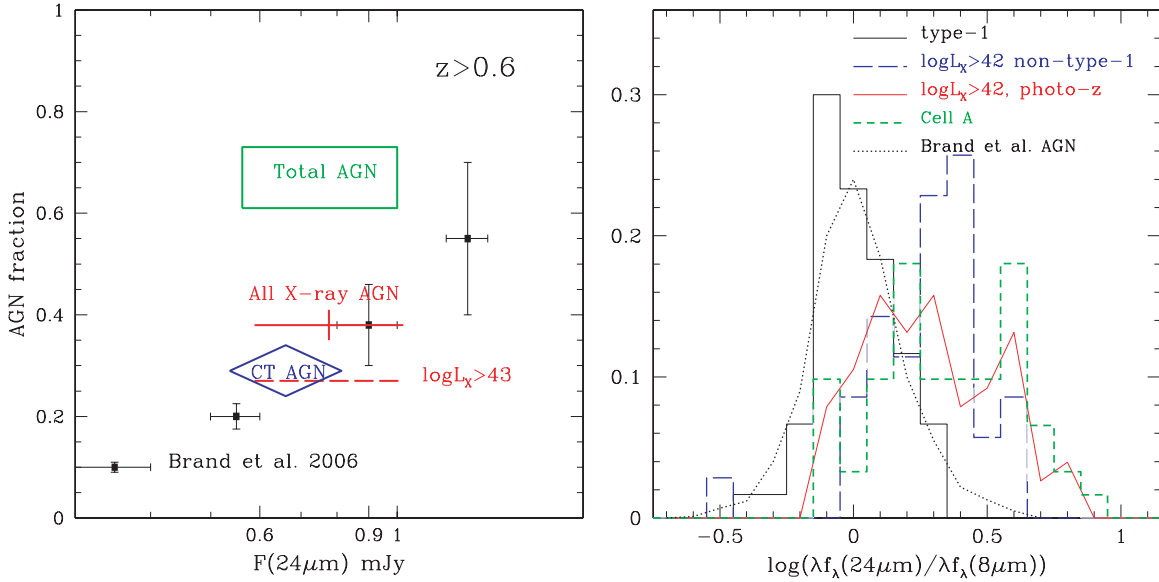 1
0.8
0.6
0.4
0.2
0
AGN fraction
z>0.6
Total AGN
All X-ray AGN
CT AGN
logLₓ>43
Brand et al. 2006
0.6
0.9
1
F(24μm) mJy
0.3
0.2
0.1
0
type-1
logLₓ>42 non-type-1
logLₓ>42, photo-z
Cell A
Brand et al. AGN
−0.5
0
0.5
1
log(λf_λ(24μm)/λf_λ(8μm))